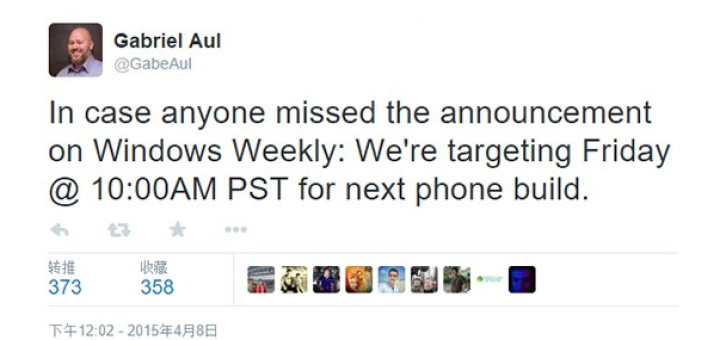 Gabriel Aul
@GabeAul
In case anyone missed the announcement
on Windows Weekly: We're targeting Friday
@ 10:00AM PST for next phone build.
转推 收藏
373 358
下午12:02 - 2015年4月8日